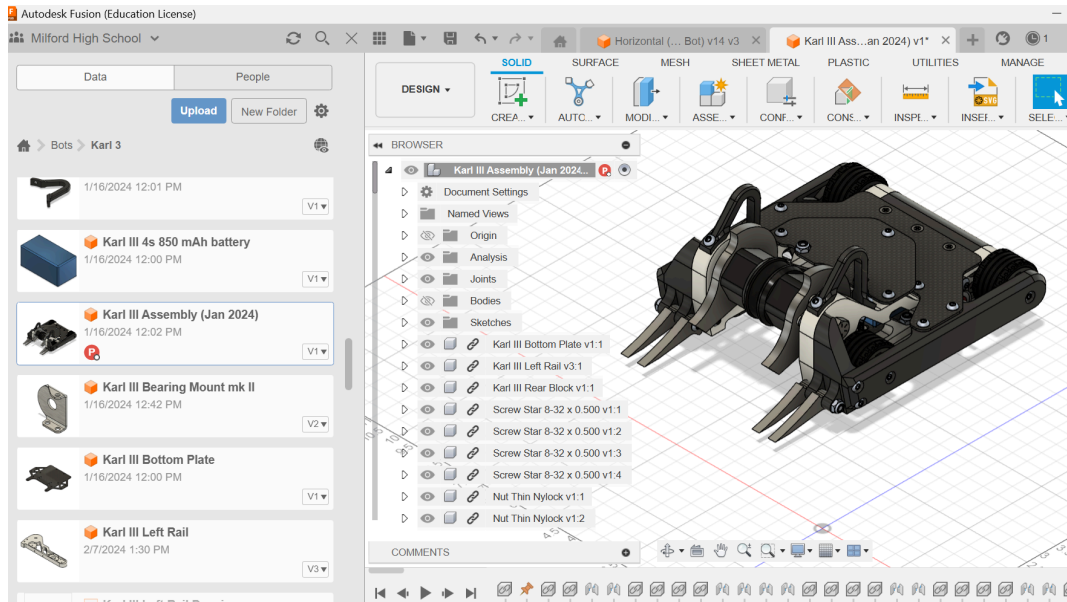 Autodesk Fusion (Education License)
Milford High School
Horizontal (... Bot) v14 v3
Karl III Ass...an 2024) v1*
1
Data
People
SOLID
SURFACE
MESH
SHEET METAL
PLASTIC
UTILITIES
MANAGE
Upload
New Folder
DESIGN
CREA...
AUTC...
MODI...
ASSE...
CONF...
CONS...
INSPE...
INSEF...
SELE...
SVG
Bots
Karl 3
BROWSER
1/16/2024 12:01 PM
V1
Karl III 4s 850 mAh battery
1/16/2024 12:00 PM
V1
Karl III Assembly (Jan 2024)
1/16/2024 12:02 PM
P
V1
Karl III Bearing Mount mk II
1/16/2024 12:42 PM
V2
Karl III Bottom Plate
1/16/2024 12:00 PM
V1
Karl III Left Rail
2/7/2024 1:30 PM
V3
Karl III Assembly (Jan 2024...
P
Document Settings
Named Views
Origin
Analysis
Joints
Bodies
Sketches
Karl III Bottom Plate v1:1
Karl III Left Rail v3:1
Karl III Rear Block v1:1
Screw Star 8-32 x 0.500 v1:1
Screw Star 8-32 x 0.500 v1:2
Screw Star 8-32 x 0.500 v1:3
Screw Star 8-32 x 0.500 v1:4
Nut Thin Nylock v1:1
Nut Thin Nylock v1:2
COMMENTS